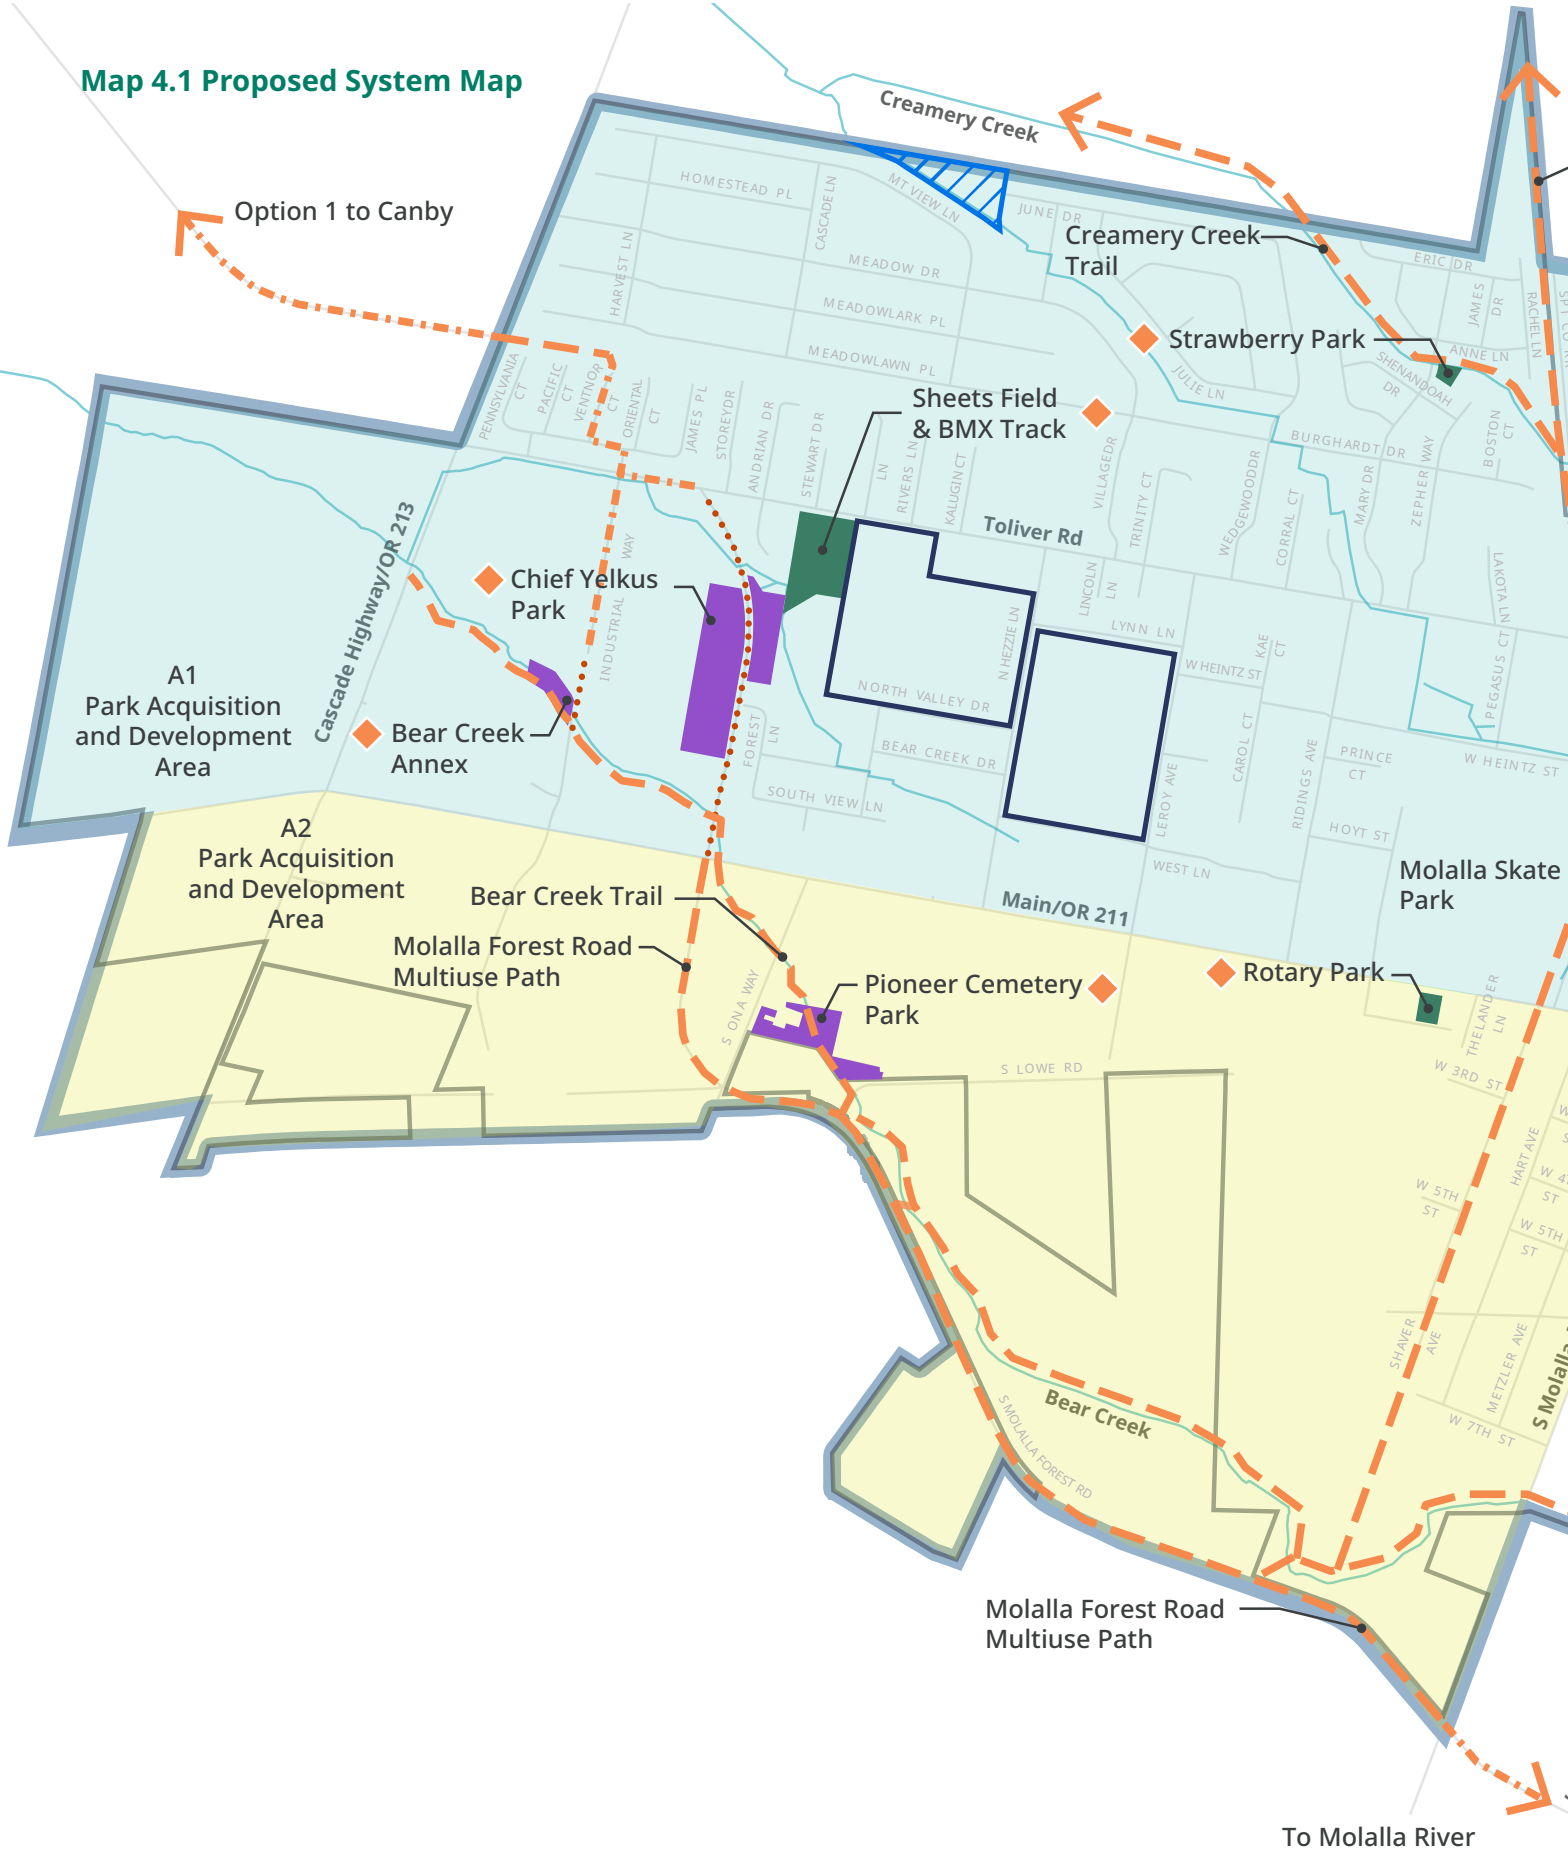 Map 4.1 Proposed System Map
Creamery Creek
Option 1 to Canby
HOMESTEAD PL
CASCADE LN
MT VIEW LN
JUNE DR
Creamery Creek
Trail
ERIC DR
HARVEST LN
MEADOW DR
JAMES
DR
RACHEL LN
MEADOWLARK PL
Strawberry Park
ANNE LN
MEADOWLAWN PL
SHENANDOAH
DR
JULIE LN
PENNSYLVANIA
CT
PACIFIC
CT
VENTNOR
CT
ORIENTAL
CT
JAMES PL
STOREYDR
ANDRIAN DR
STEWART DR
Sheets Field
& BMX Track
LN
RIVERS LN
KALUGIN CT
VILLAGEDR
TRINITY CT
WEDGEWOODDR
CORRAL CT
BURGHARDT DR
MARY DR
ZEPHER WAY
BOSTON
CT
Toliver Rd
Cascade Highway/OR 213
INDUSTRIAL WAY
Chief Yelkus
Park
LINCOLN
LN
LYNN LN
N HEZZIE LN
KAE
CT
W HEINTZ ST
LAKOTA LN
PEGASUS CT
A1
Park Acquisition
and Development
Area
Bear Creek
Annex
NORTH VALLEY DR
FOREST
LN
BEAR CREEK DR
CAROL CT
PRINCE
CT
W HEINTZ ST
SOUTH VIEW LN
LEROY AVE
RIDINGS AVE
HOYT ST
A2
Park Acquisition
and Development
Area
WEST LN
Molalla Skate
Park
Bear Creek Trail
Main/OR 211
Molalla Forest Road
Multiuse Path
S ONA WAY
Pioneer Cemetery
Park
Rotary Park
THELANDER
LN
S LOWE RD
W 3RD ST
HART AVE
W 5TH
ST
W 4
ST
W 5TH
ST
SHAVER
AVE
METZLER AVE
S Molalla
Bear Creek
S MOLALLA FOREST RD
W 7TH ST
Molalla Forest Road
Multiuse Path
To Molalla River